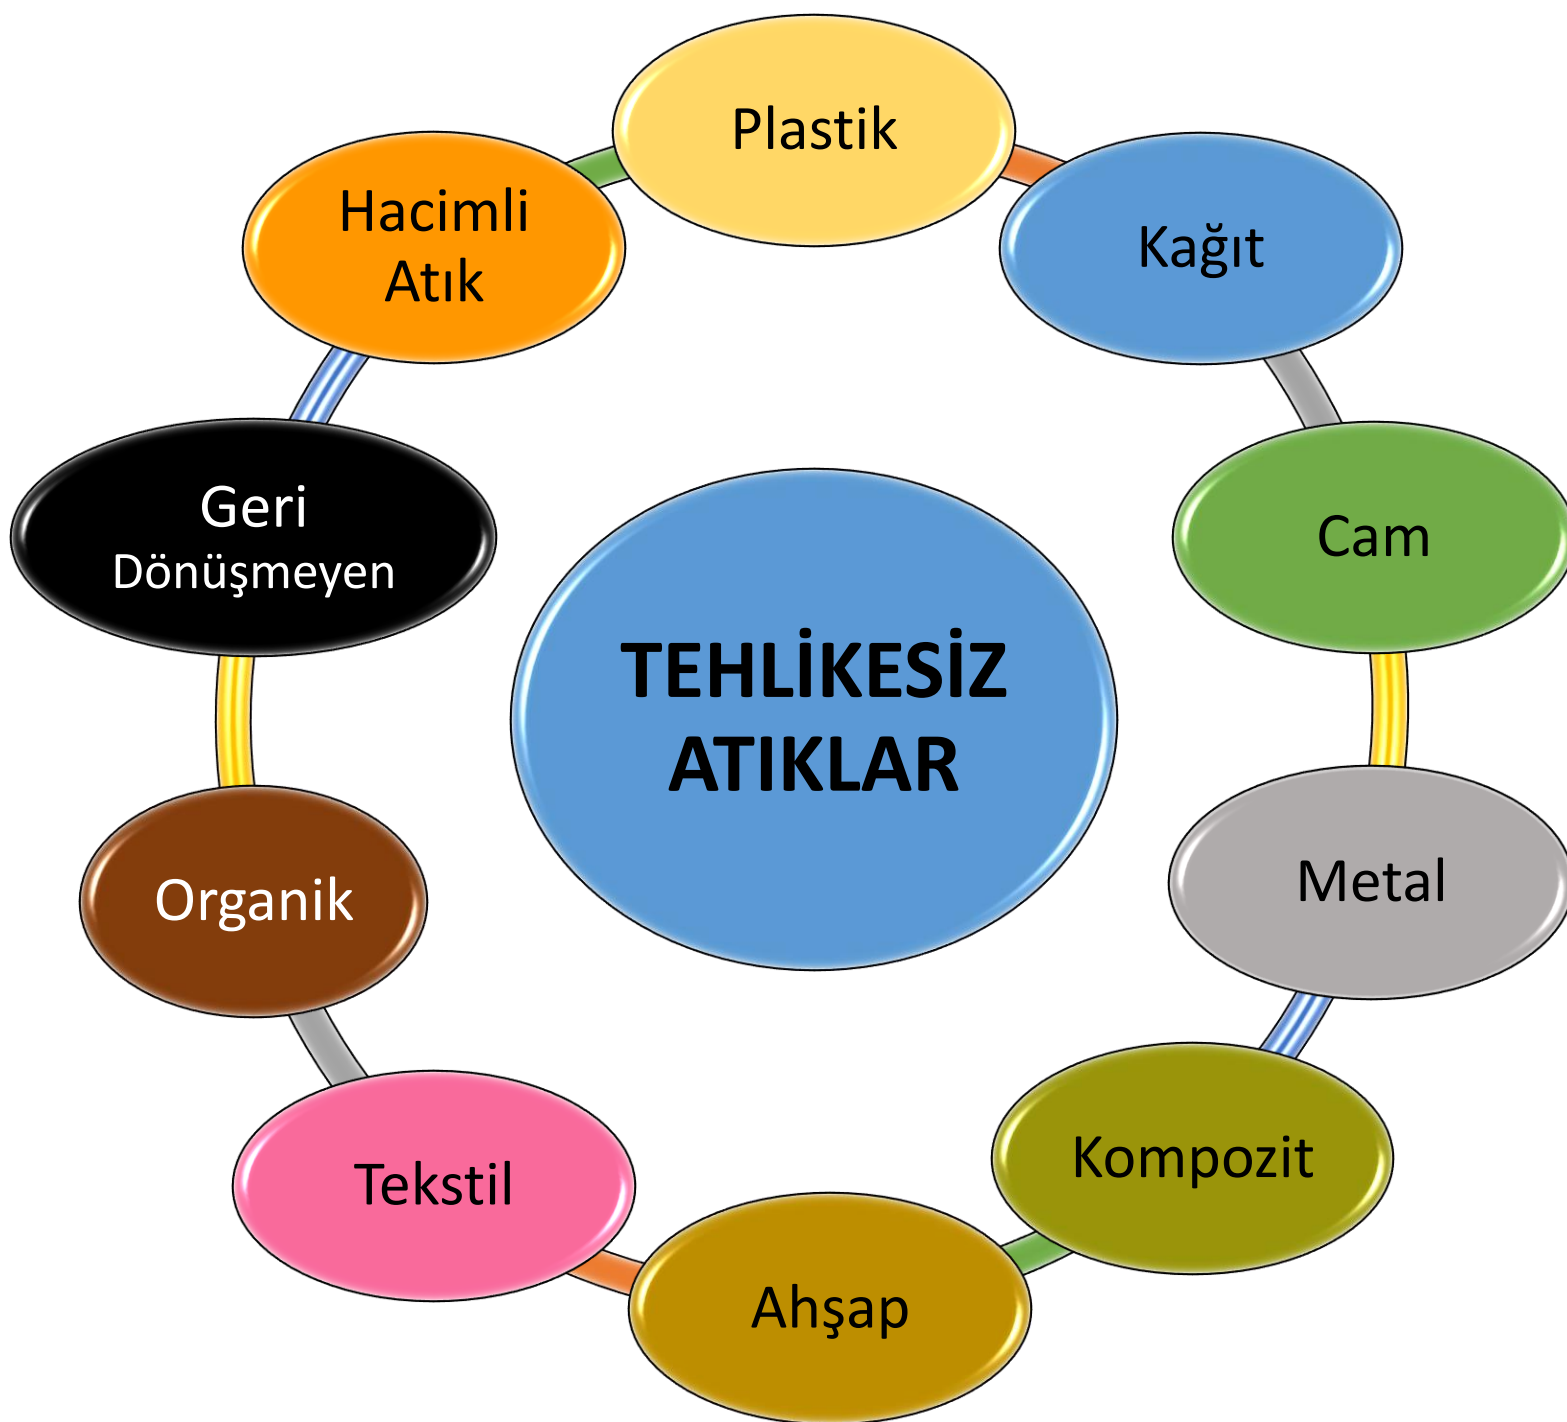 Plastik
Kağıt
Cam
Metal
Kompozit
Ahşap
Tekstil
Organik
Geri
Dönüşmeyen
Hacimli
Atık
TEHLİKESİZ
ATIKLAR